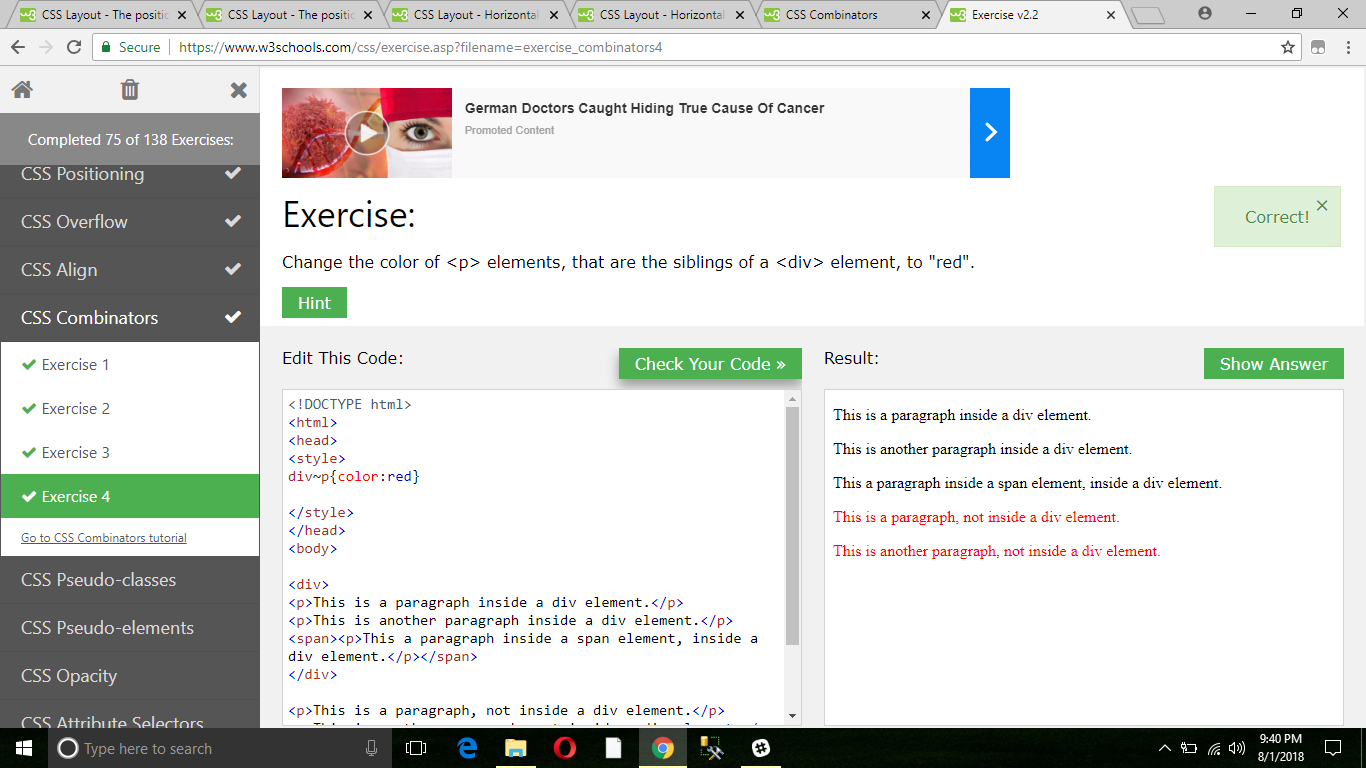 CSS Layout - The positic
CSS Layout - The positic
CSS Layout - Horizontal
CSS Layout - Horizontal
CSS Combinators
Exercise v2.2
Secure
https://www.w3schools.com/css/exercise.asp?filename=exercise_combinators4
Completed 75 of 138 Exercises:
CSS Positioning
CSS Overflow
CSS Align
CSS Combinators
Exercise 1
Exercise 2
Exercise 3
Exercise 4
Go to CSS Combinators tutorial
CSS Pseudo-classes
CSS Pseudo-elements
CSS Opacity
CSS Attribute Selectors
German Doctors Caught Hiding True Cause Of Cancer
Promoted Content
Exercise:
Correct!
Change the color of <p> elements, that are the siblings of a <div> element, to "red".
Hint
Edit This Code:
Check Your Code »
<!DOCTYPE html>
<html>
<head>
<style>
div~p{color:red}
</style>
</head>
<body>
<div>
<p>This is a paragraph inside a div element.</p>
<p>This is another paragraph inside a div element.</p>
<span><p>This a paragraph inside a span element, inside a
div element.</p></span>
</div>
<p>This is a paragraph, not inside a div element.</p>
Result:
Show Answer
This is a paragraph inside a div element.
This is another paragraph inside a div element.
This a paragraph inside a span element, inside a div element.
This is a paragraph, not inside a div element.
This is another paragraph, not inside a div element.
Type here to search
9:40 PM
8/1/2018